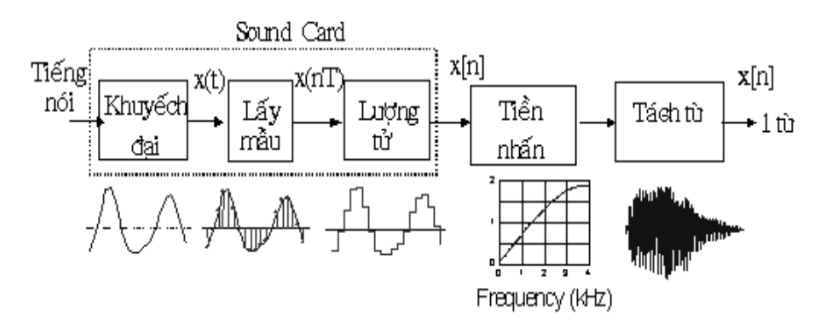 Sound Card
Tiếng
nói
x(t)
x(nT)
x[n]
x[n]
Khuyếch
đại
Lấy
mẫu
Lượng
tử
Tiền
nhấn
Tách từ
1 từ
2
1
0
0 1 2 3 4
Frequency (kHz)